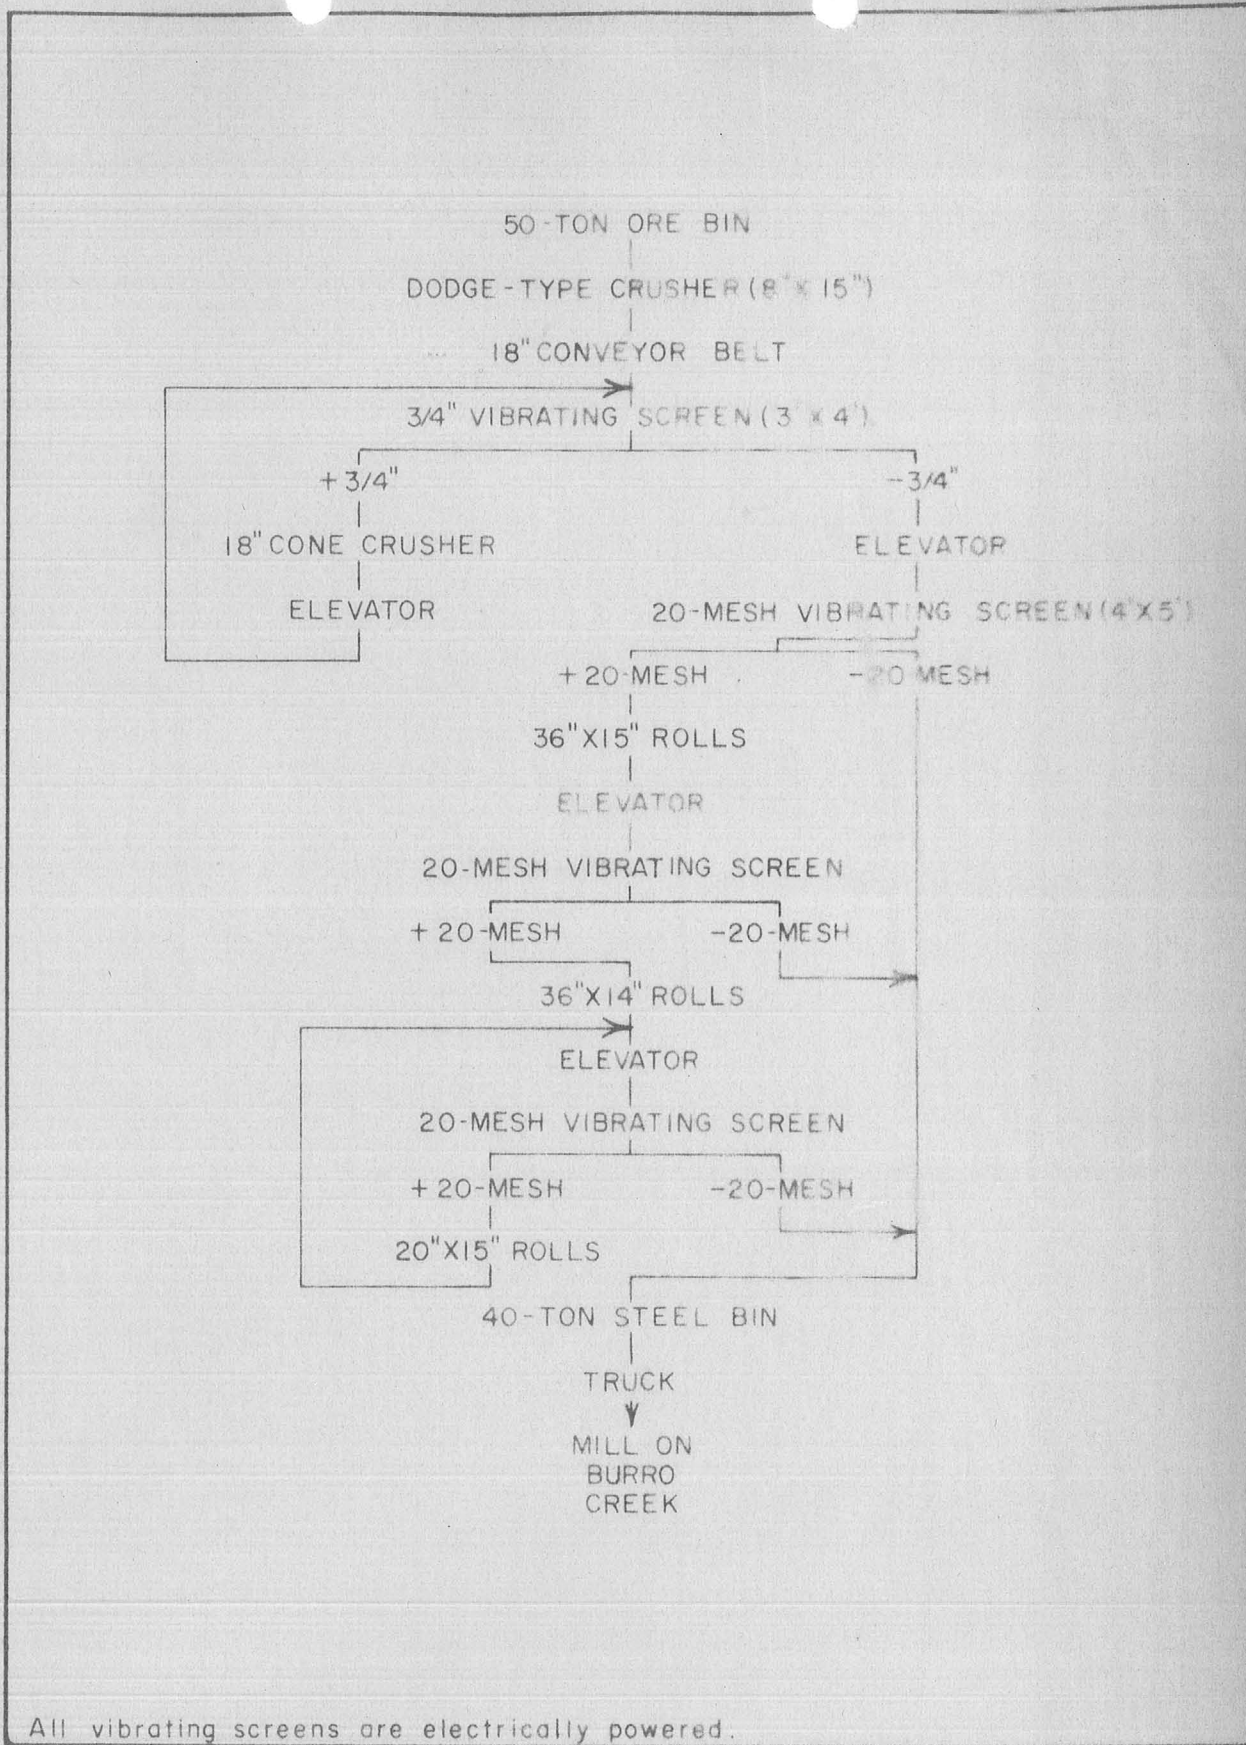 50-TON ORE BIN
DODGE-TYPE CRUSHER (8" X 15")
18" CONVEYOR BELT
3/4" VIBRATING SCREEN (3' X 4')
+3/4" -3/4"
18" CONE CRUSHER ELEVATOR
ELEVATOR 20-MESH VIBRATING SCREEN (4'X5')
+20-MESH -20 MESH
36"X15" ROLLS
ELEVATOR
20-MESH VIBRATING SCREEN
+20-MESH -20-MESH
36"X14" ROLLS
ELEVATOR
20-MESH VIBRATING SCREEN
+20-MESH -20-MESH
20"X15" ROLLS
40-TON STEEL BIN
TRUCK
MILL ON
BURRO
CREEK
All vibrating screens are electrically powered.